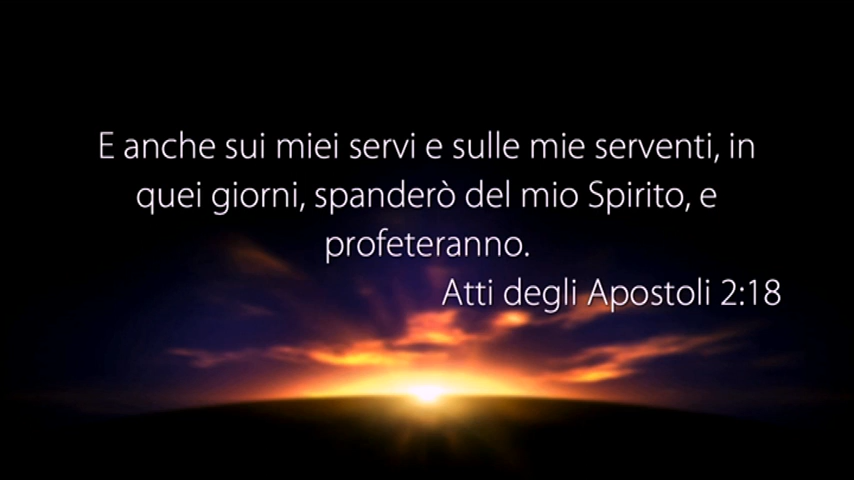 E anche sui miei servi e sulle mie serventi, in
quei giorni, spanderò del mio Spirito, e
profeteranno.
Atti degli Apostoli 2:18